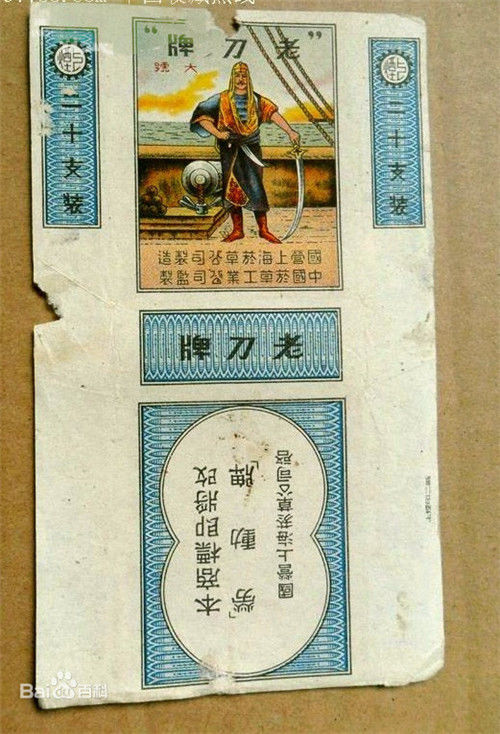 “老刀牌”
大號
國營上海菸草公司製造
中國菸草工業公司監製
二十支裝
二十支裝
老刀牌
本商標即將改
「勞動牌」
國營上海菸草公司啓
Bai百科